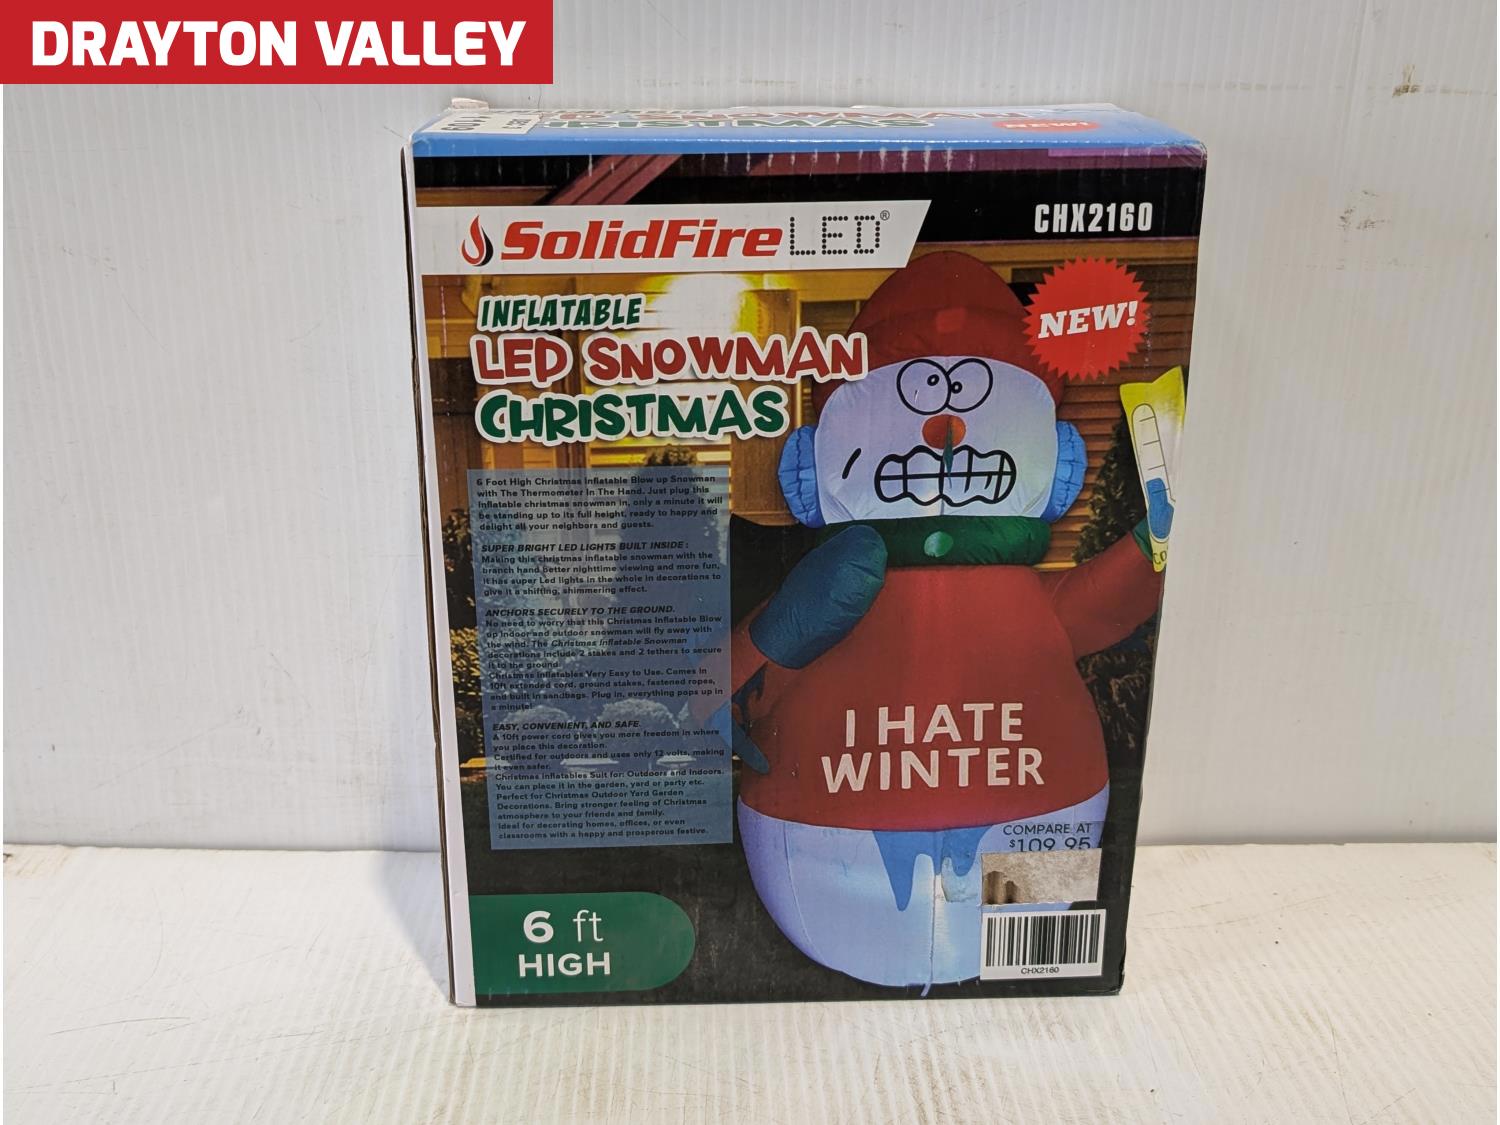 DRAYTON VALLEY
LED SNOWMAN
CHRISTMAS
NEW!
SolidFire LED®
CHX2160
NEW!
INFLATABLE
LED SNOWMAN
CHRISTMAS
6 Foot High Christmas Inflatable Blow up Snowman
with The Thermometer In The Hand. Just plug this
inflatable christmas snowman in, only a minute it will
be standing up to its full height, ready to happy and
delight all your neighbors and guests.
SUPER BRIGHT LED LIGHTS BUILT INSIDE :
Making this christmas inflatable snowman with the
branch hand better nighttime viewing and more fun,
it has super Led lights in the whole in decorations to
give it a shifting, shimmering effect.
ANCHORS SECURELY TO THE GROUND.
No need to worry that this Christmas Inflatable Blow
up indoor and outdoor snowman will fly away with
the wind. The Christmas Inflatable Snowman
decorations include 2 stakes and 2 tethers to secure
it to the ground.
Christmas Inflatables Very Easy to Use. Comes in
10ft extended cord, ground stakes, fastened ropes,
and built in sandbags. Plug in, everything pops up in
a minute!
EASY, CONVENIENT, AND SAFE.
A 10ft power cord gives you more freedom in where
you place this decoration.
Certified for outdoors and uses only 12 volts, making
it even safer.
Christmas Inflatables Suit for: Outdoors and Indoors.
You can place it in the garden, yard or party etc.
Perfect for Christmas Outdoor Yard Garden
Decorations. Bring stronger feeling of Christmas
atmosphere to your friends and family.
Ideal for decorating homes, offices, or even
classrooms with a happy and prosperous festive.
I HATE
WINTER
COMPARE AT
$109.95
6 ft
HIGH
CHX2160